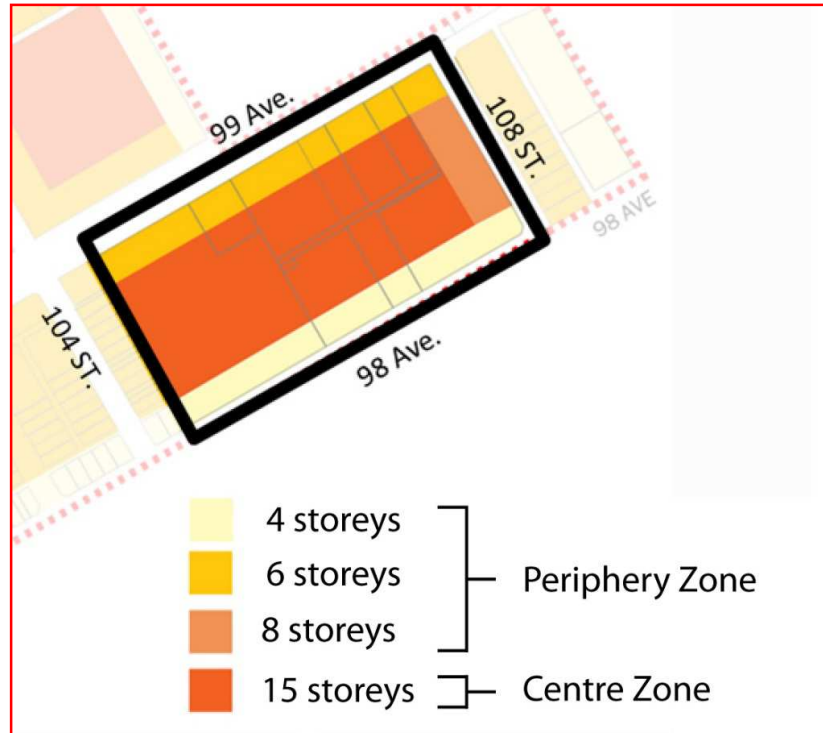 99 Ave.
108 ST.
98 AVE
104 ST.
98 Ave.
4 storeys
6 storeys
Periphery Zone
8 storeys
15 storeys
Centre Zone